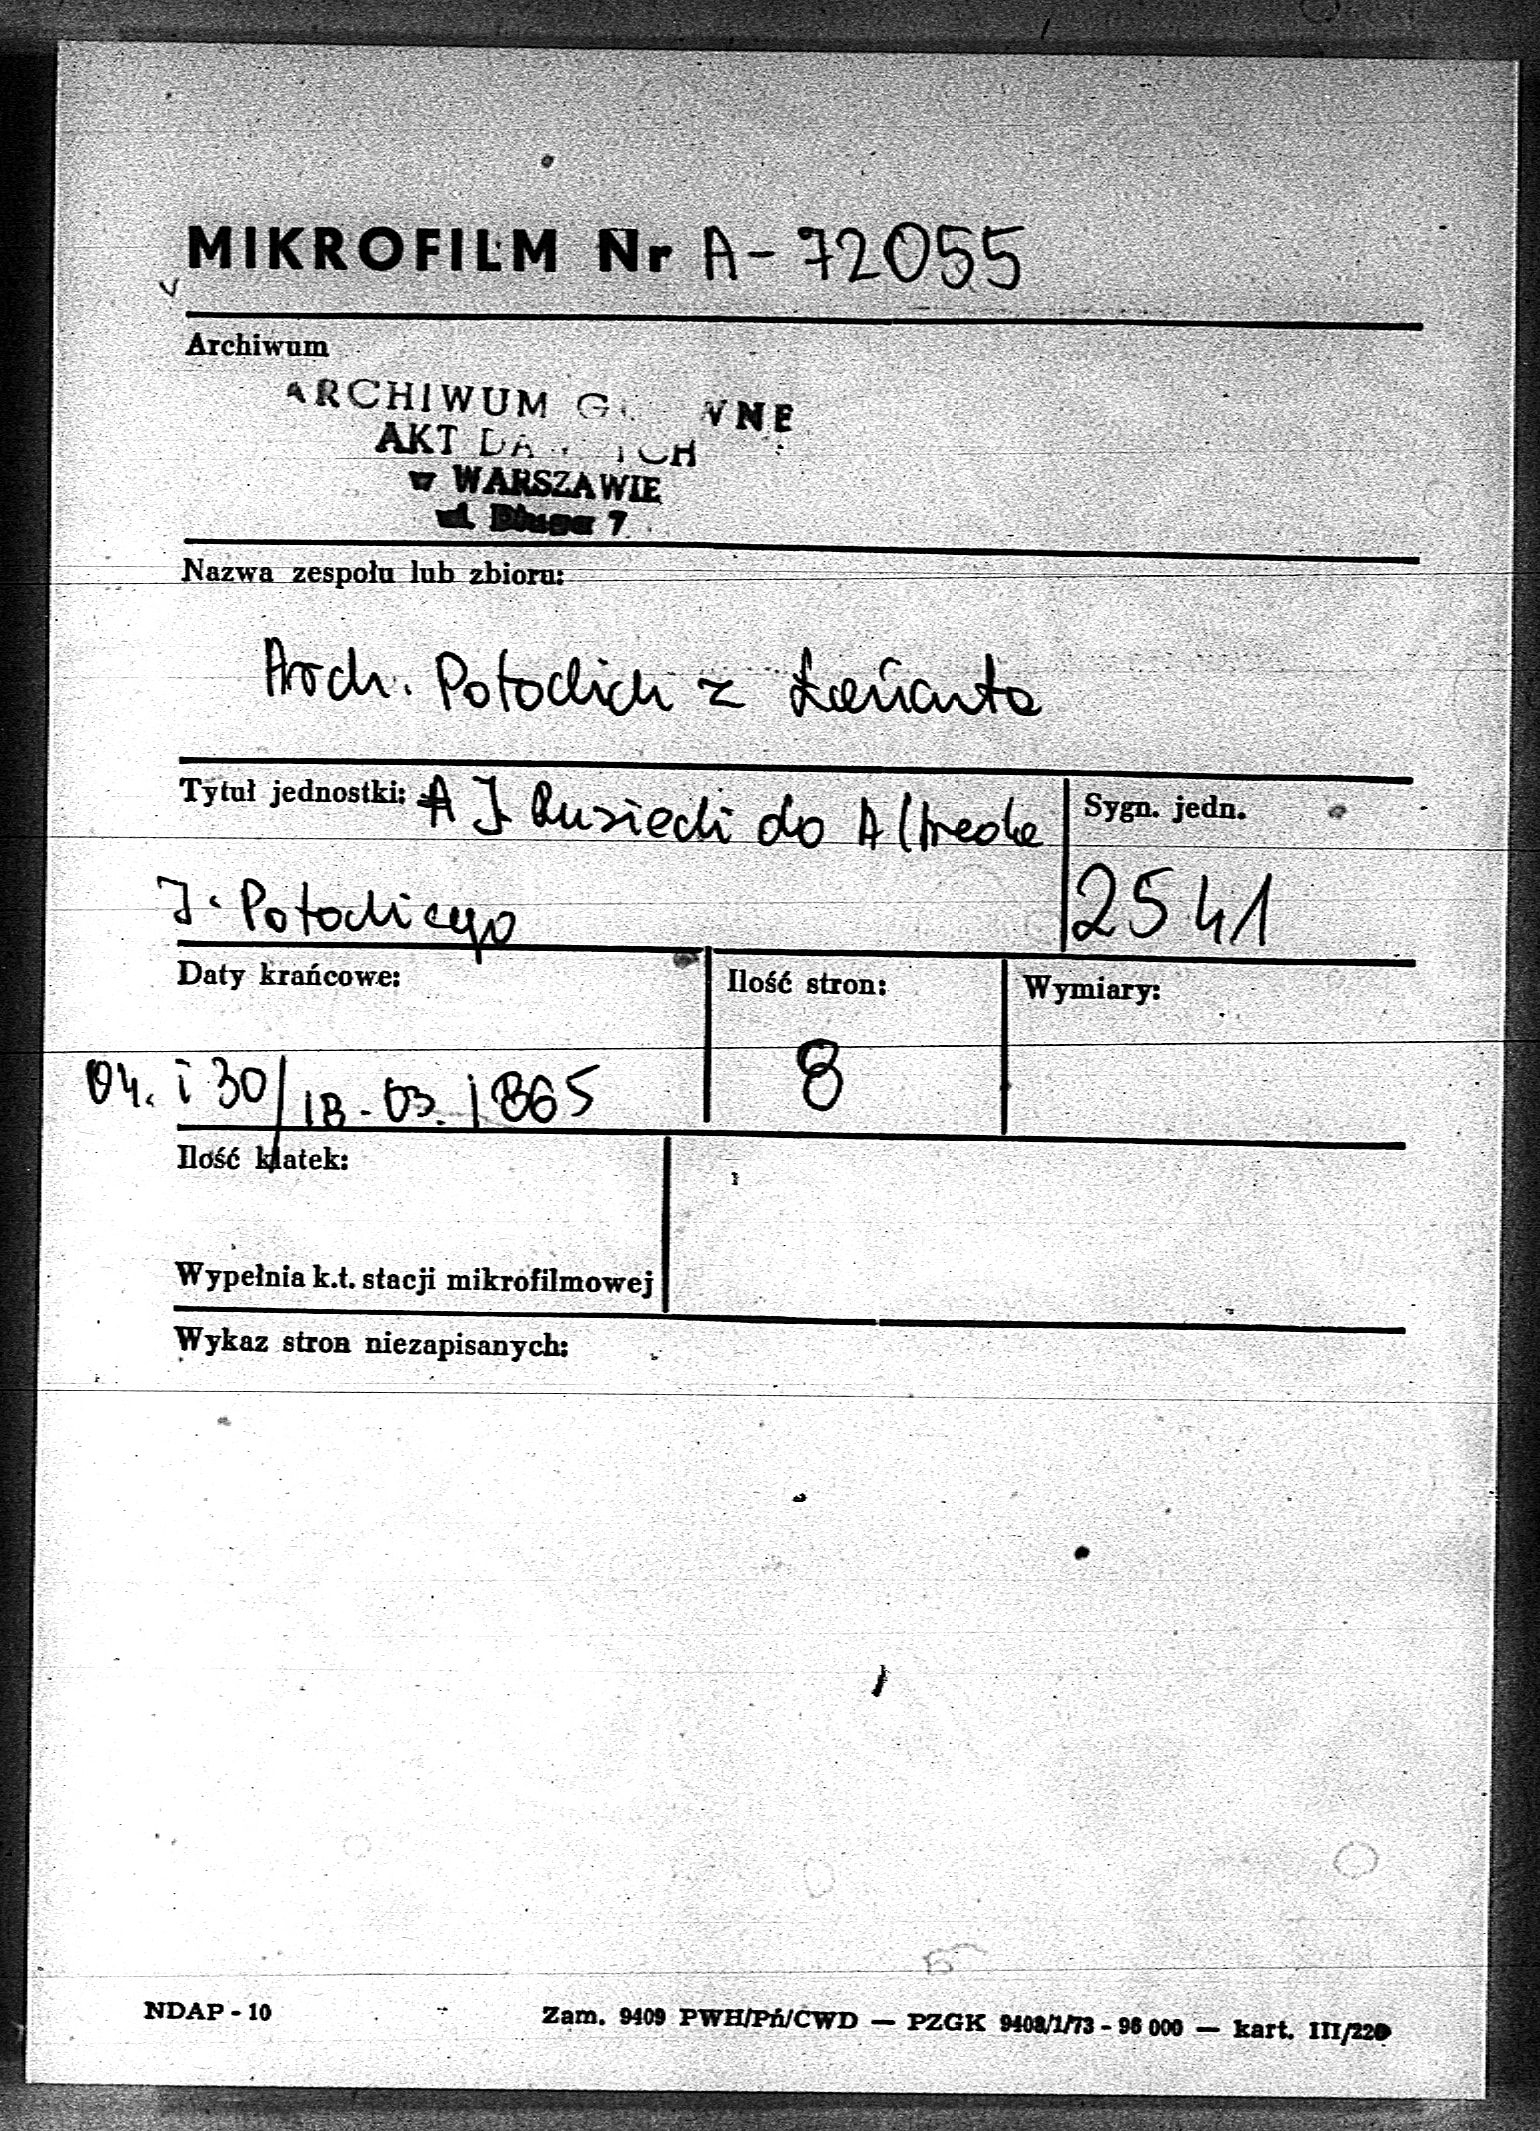 MIKROFILM Nr A-72055
Archiwum
ARCHIWUM
AKT
w WARSZAWIE
ul. Długa 7
Nazwa zespołu lub zbioru:
Arch. Potockich z Łańcuta
Tytuł jednostki: A J Rusiecki do Alfreda
J. Potockiego
Sygn. jedn.
2541
Daty krańcowe:
04. i 30/18-03.1865
Ilość stron:
8
Wymiary:
Ilość klatek:
Wypełnia k.t. stacji mikrofilmowej
Wykaz stron niezapisanych:
NDAP - 10
Zam. 9409 PWH/Pń/CWD — PZGK 9408/1/73 - 96 000 — kart. III/220